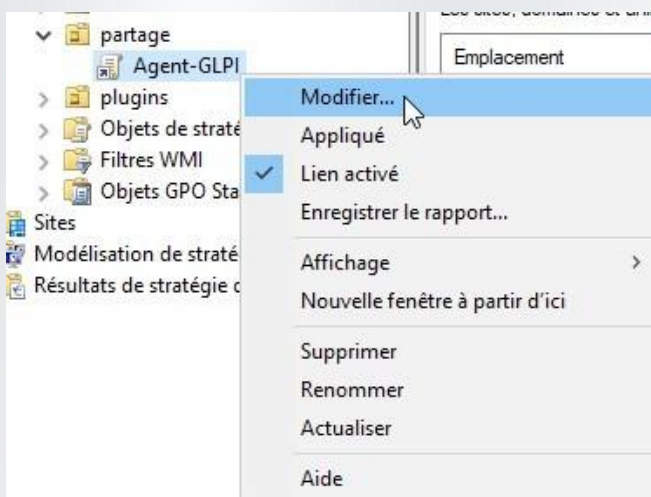 partage
Emplacement
Agent-GLPI
plugins
Modifier...
Objets de straté
Appliqué
Filtres WMI
Lien activé
Objets GPO Sta
Enregistrer le rapport...
Sites
Modélisation de straté
Affichage
Résultats de stratégie
Nouvelle fenêtre à partir d'ici
Supprimer
Renommer
Actualiser
Aide